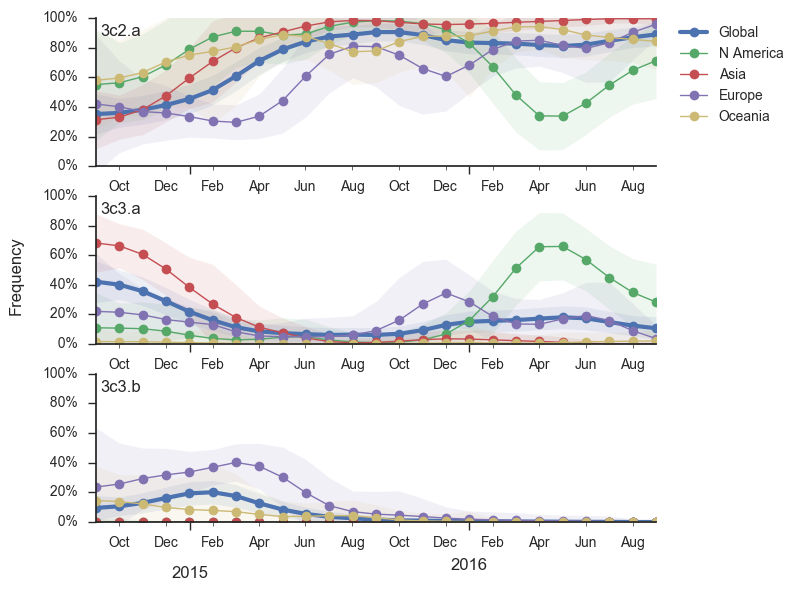 3c2.a
100%
80%
60%
40%
20%
0%
Oct Dec Feb Apr Jun Aug Oct Dec Feb Apr Jun Aug
Global
N America
Asia
Europe
Oceania
Frequency
3c3.a
100%
80%
60%
40%
20%
0%
Oct Dec Feb Apr Jun Aug Oct Dec Feb Apr Jun Aug
3c3.b
100%
80%
60%
40%
20%
0%
Oct Dec Feb Apr Jun Aug Oct Dec Feb Apr Jun Aug
2015 2016